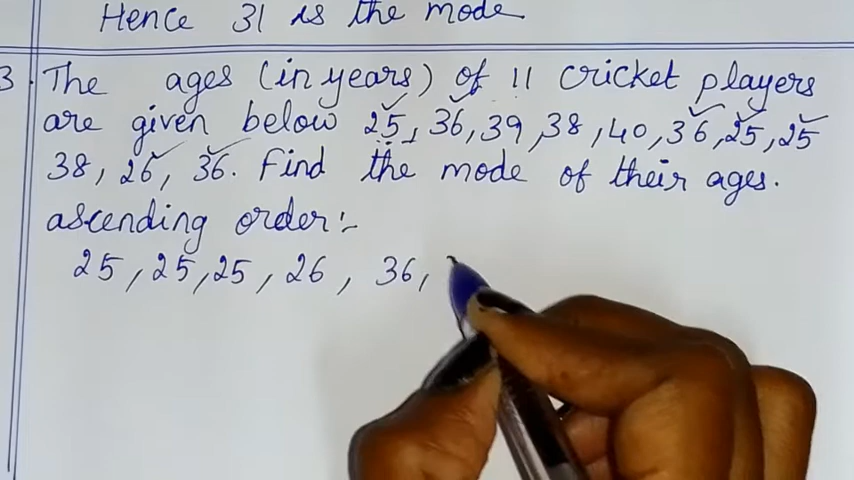 Hence 31 is the mode
3. The ages (in years) of 11 cricket players
are given below 25, 36, 39, 38, 40, 36, 25, 25
38, 26, 36. Find the mode of their ages.
ascending order:-
25, 25, 25, 26, 36,